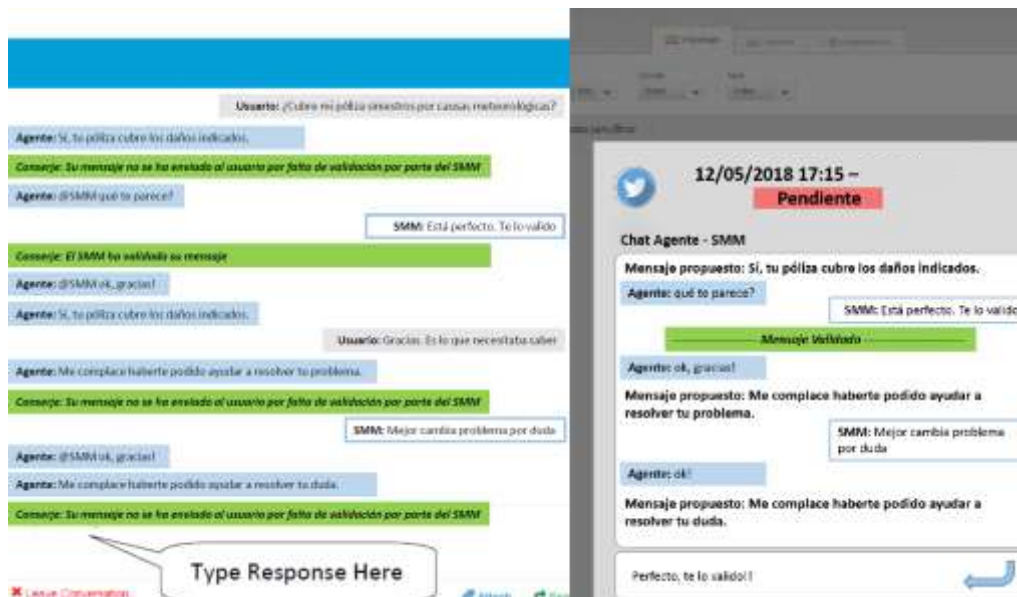 Usuario: ¿Cubre mi póliza siniestros por causas meteorológicas?
Agente: Sí, tu póliza cubre los daños indicados.
Conserje: Su mensaje no se ha enviado al usuario por falta de validación por parte del SMM
Agente: @SMM qué te parece?
SMM: Está perfecto. Te lo valido
Conserje: El SMM ha validado su mensaje
Agente: @SMM ok, gracias!
Agente: Sí, tu póliza cubre los daños indicados.
Usuario: Gracias. Es lo que necesitaba saber
Agente: Me complace haberte podido ayudar a resolver tu problema.
Conserje: Su mensaje no se ha enviado al usuario por falta de validación por parte del SMM
SMM: Mejor cambia problema por duda
Agente: @SMM ok, gracias!
Agente: Me complace haberte podido ayudar a resolver tu duda.
Conserje: Su mensaje no se ha enviado al usuario por falta de validación por parte del SMM
Type Response Here
Leave Conversation
Attach
12/05/2018 17:15 ~
Pendiente
Chat Agente - SMM
Mensaje propuesto: Sí, tu póliza cubre los daños indicados.
Agente: qué te parece?
SMM: Está perfecto. Te lo valido
Mensaje Validado
Agente: ok, gracias!
Mensaje propuesto: Me complace haberte podido ayudar a
resolver tu problema.
SMM: Mejor cambia problema
por duda
Agente: ok!
Mensaje propuesto: Me complace haberte podido ayudar a
resolver tu duda.
Perfecto, te lo valido!!